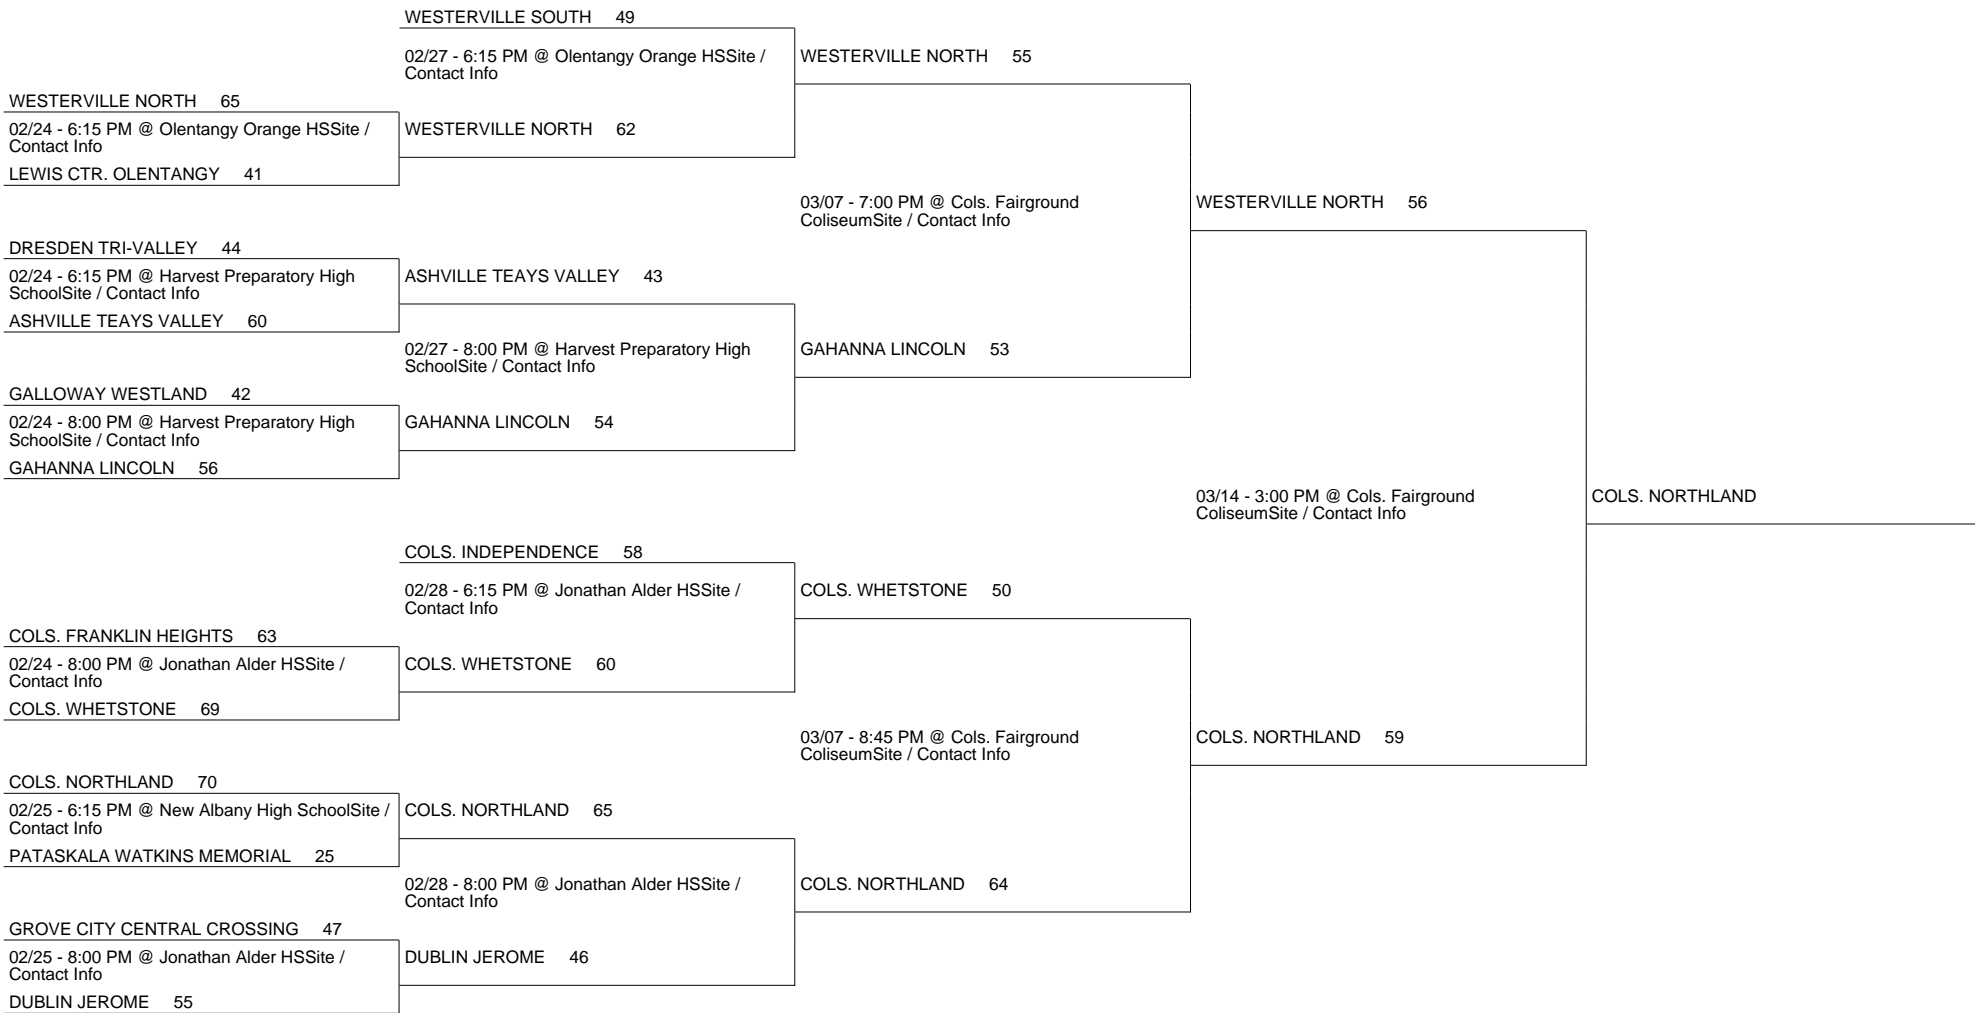 WESTERVILLE SOUTH 49
02/27 - 6:15 PM @ Olentangy Orange HSSite /
Contact Info
WESTERVILLE NORTH 55
WESTERVILLE NORTH 65
02/24 - 6:15 PM @ Olentangy Orange HSSite /
Contact Info
WESTERVILLE NORTH 62
LEWIS CTR. OLENTANGY 41
03/07 - 7:00 PM @ Cols. Fairground
ColiseumSite / Contact Info
WESTERVILLE NORTH 56
DRESDEN TRI-VALLEY 44
02/24 - 6:15 PM @ Harvest Preparatory High
SchoolSite / Contact Info
ASHVILLE TEAYS VALLEY 43
ASHVILLE TEAYS VALLEY 60
02/27 - 8:00 PM @ Harvest Preparatory High
SchoolSite / Contact Info
GAHANNA LINCOLN 53
GALLOWAY WESTLAND 42
02/24 - 8:00 PM @ Harvest Preparatory High
SchoolSite / Contact Info
GAHANNA LINCOLN 54
GAHANNA LINCOLN 56
03/14 - 3:00 PM @ Cols. Fairground
ColiseumSite / Contact Info
COLS. NORTHLAND
COLS. INDEPENDENCE 58
02/28 - 6:15 PM @ Jonathan Alder HSSite /
Contact Info
COLS. WHETSTONE 50
COLS. FRANKLIN HEIGHTS 63
02/24 - 8:00 PM @ Jonathan Alder HSSite /
Contact Info
COLS. WHETSTONE 60
COLS. WHETSTONE 69
03/07 - 8:45 PM @ Cols. Fairground
ColiseumSite / Contact Info
COLS. NORTHLAND 59
COLS. NORTHLAND 70
02/25 - 6:15 PM @ New Albany High SchoolSite /
Contact Info
COLS. NORTHLAND 65
PATASKALA WATKINS MEMORIAL 25
02/28 - 8:00 PM @ Jonathan Alder HSSite /
Contact Info
COLS. NORTHLAND 64
GROVE CITY CENTRAL CROSSING 47
02/25 - 8:00 PM @ Jonathan Alder HSSite /
Contact Info
DUBLIN JEROME 46
DUBLIN JEROME 55